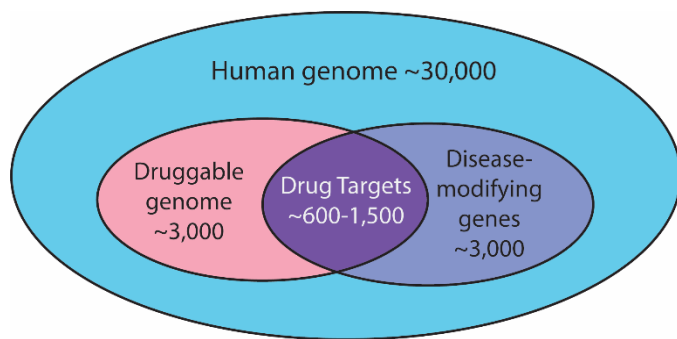 Human genome ~30,000
Druggable
genome
~3,000
Drug Targets
~600-1,500
Disease-
modifying
genes
~3,000